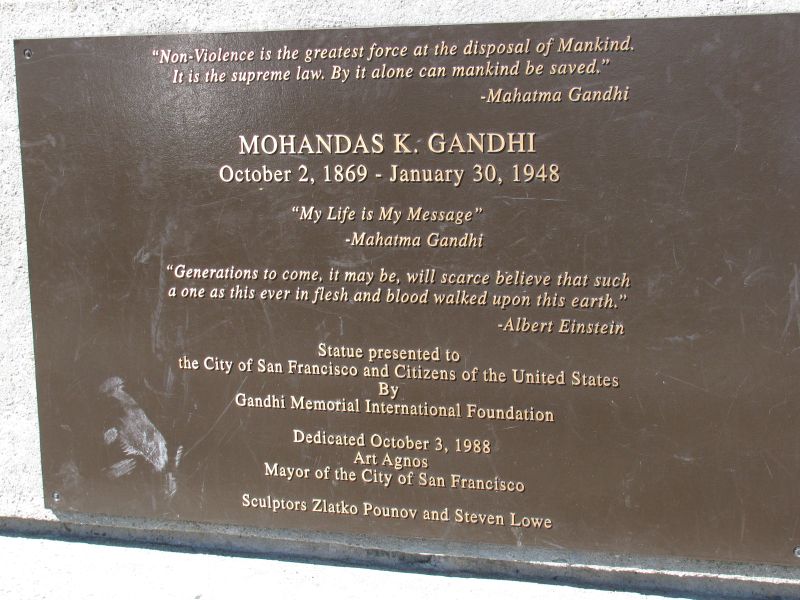 “Non-Violence is the greatest force at the disposal of Mankind.
It is the supreme law. By it alone can mankind be saved.”
-Mahatma Gandhi
MOHANDAS K. GANDHI
October 2, 1869 - January 30, 1948
“My Life is My Message”
-Mahatma Gandhi
“Generations to come, it may be, will scarce believe that such
a one as this ever in flesh and blood walked upon this earth.”
-Albert Einstein
Statue presented to
the City of San Francisco and Citizens of the United States
By
Gandhi Memorial International Foundation
Dedicated October 3, 1988
Art Agnos
Mayor of the City of San Francisco
Sculptors Zlatko Pounov and Steven Lowe